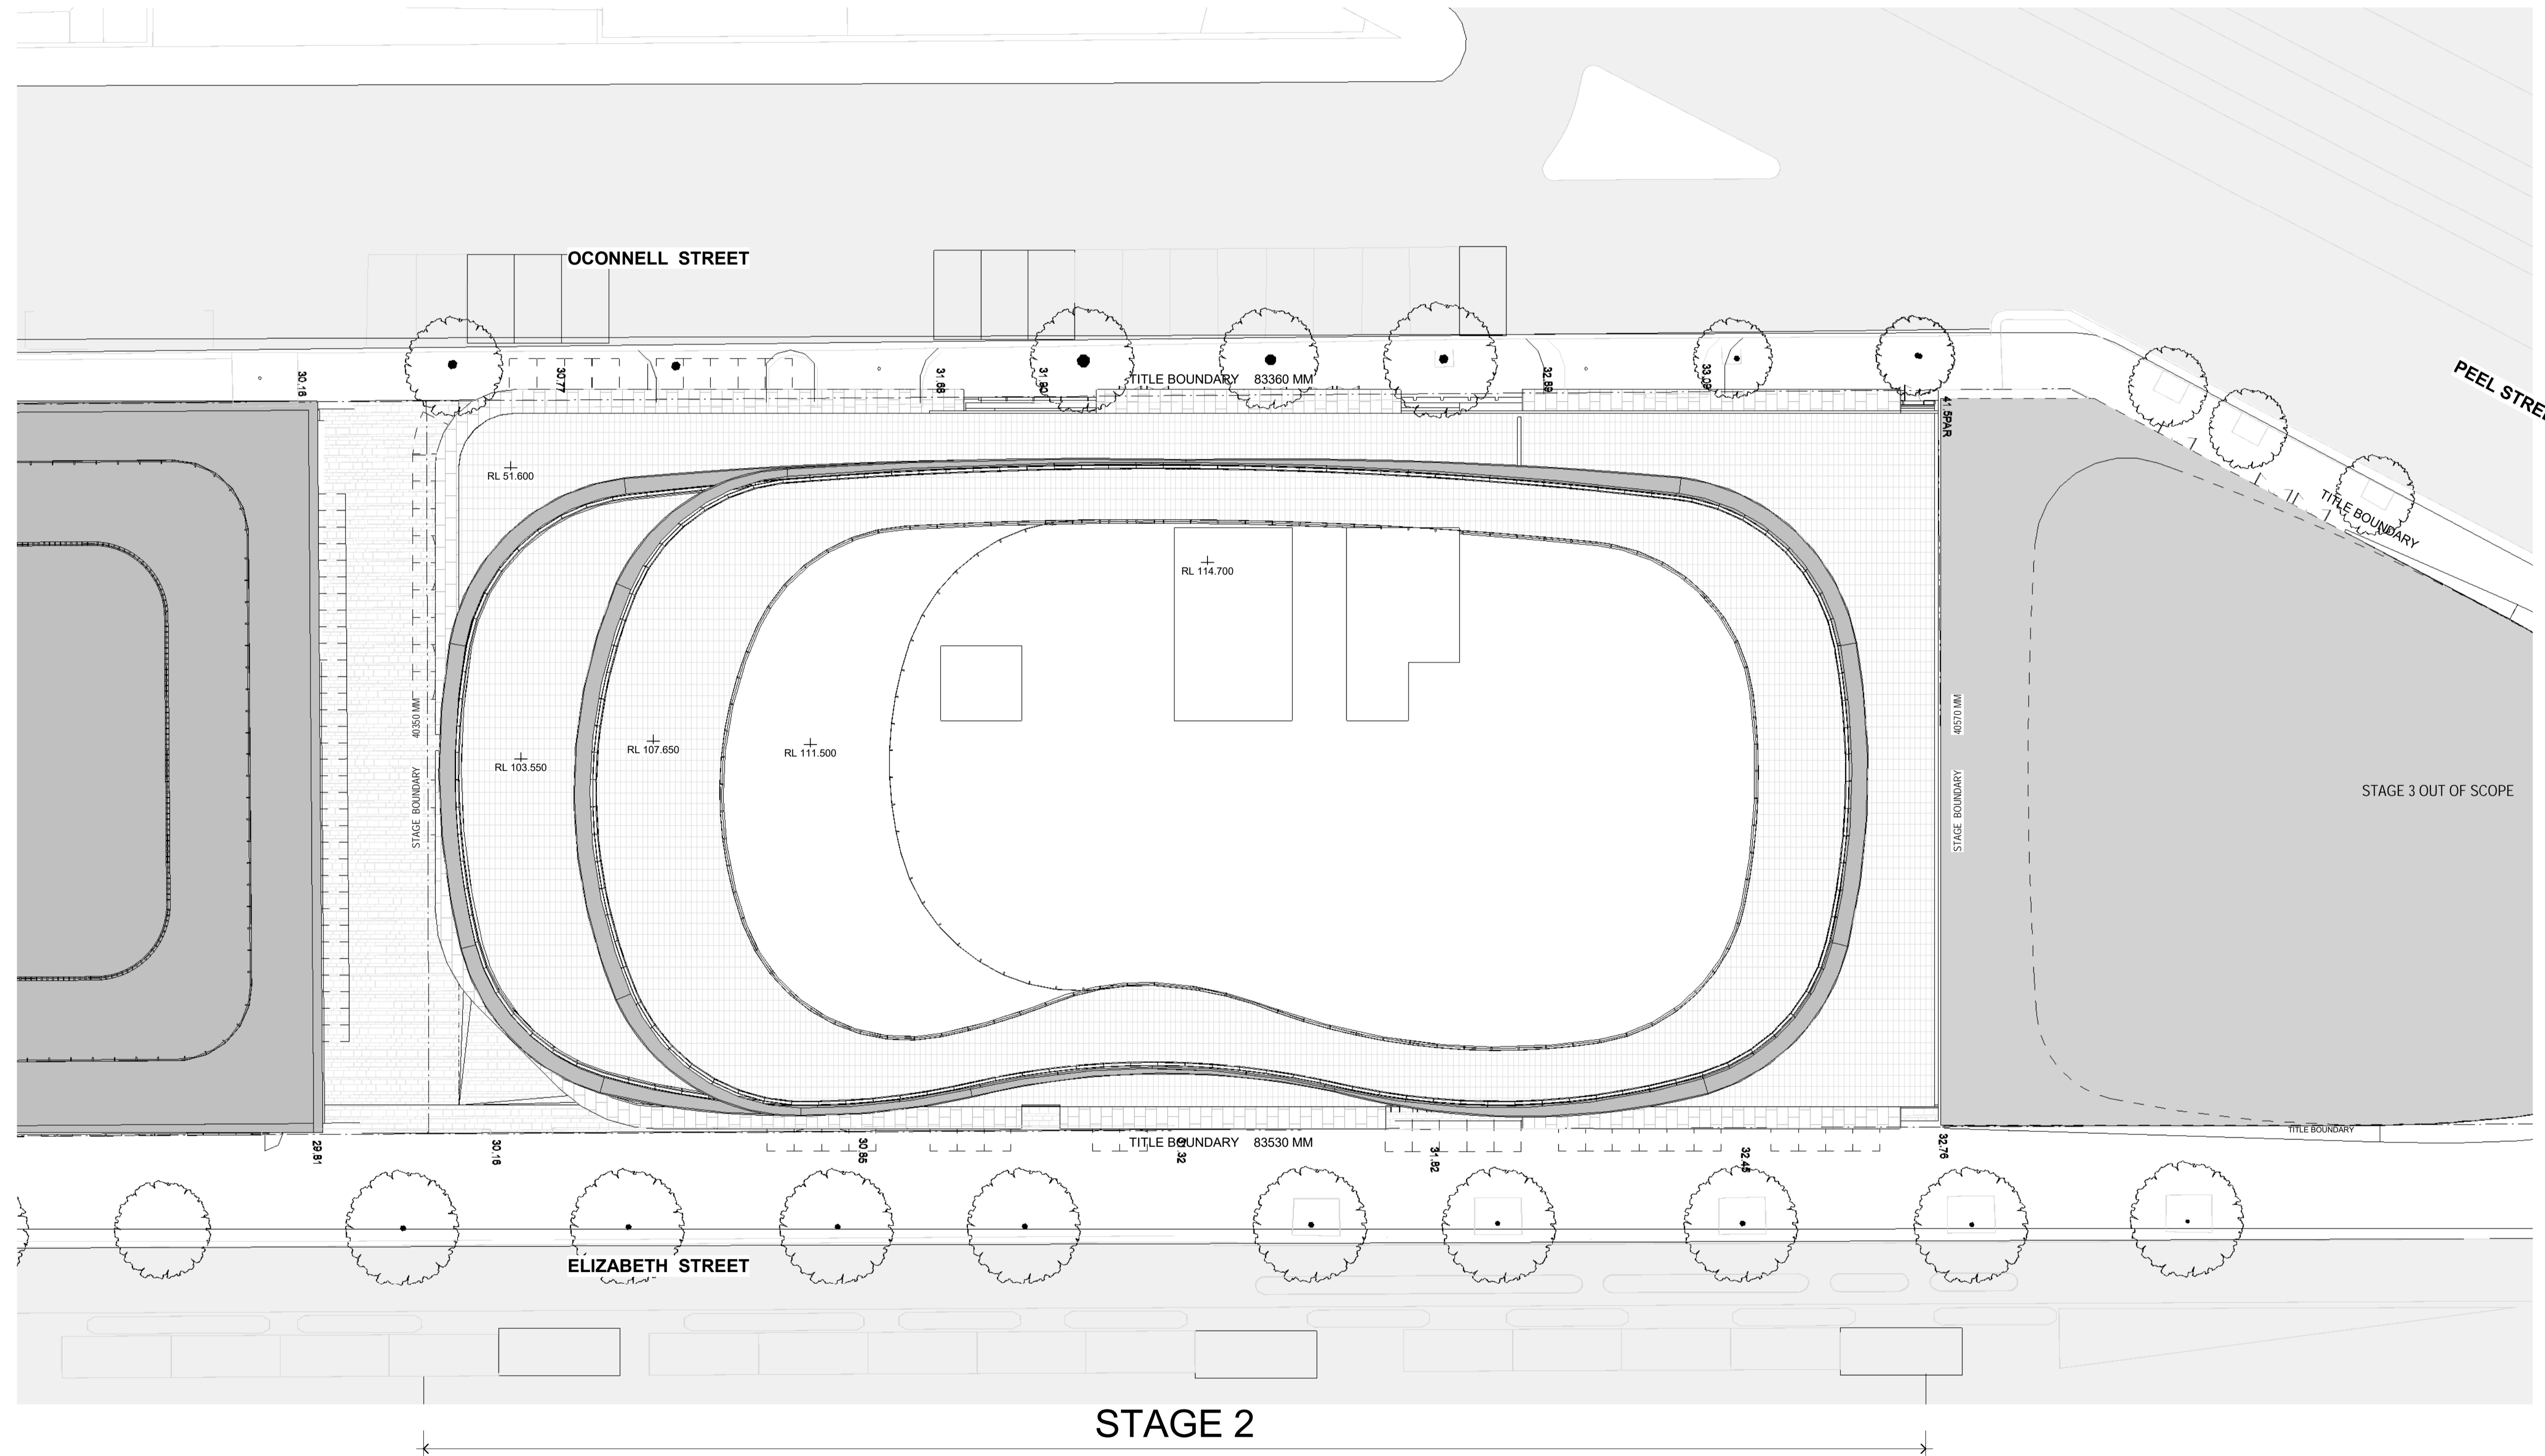 OCONNELL STREET
PEEL STREE
30.16
30.77
31.68
31.90
TITLE BOUNDARY 83360 MM
32.89
33.09
41.5PAR
RL 51.600
TITLE BOUNDARY
RL 114.700
STAGE BOUNDARY 40350 MM
RL 103.550
RL 107.650
RL 111.500
STAGE BOUNDARY 40570 MM
STAGE 3 OUT OF SCOPE
29.81
30.16
30.85
TITLE BOUNDARY 83530 MM
31.82
32.45
32.76
TITLE BOUNDARY
ELIZABETH STREET
STAGE 2